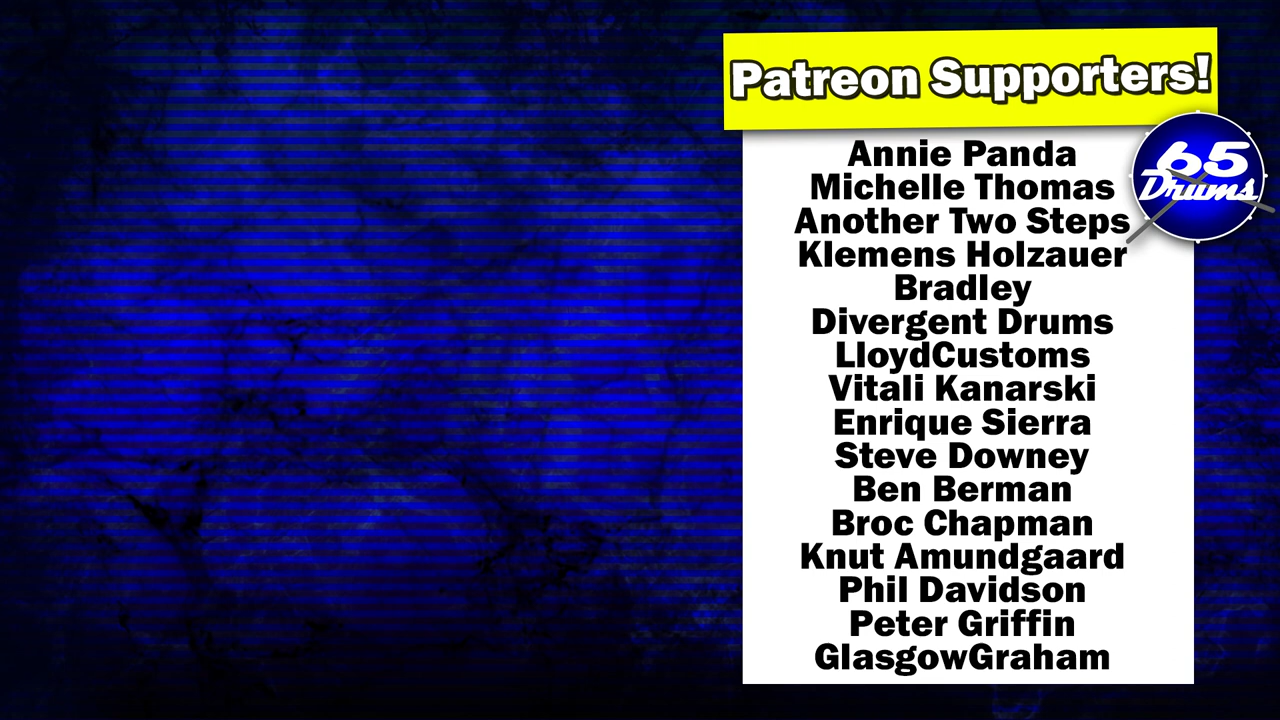 Patreon Supporters!
65
Drums
Annie Panda
Michelle Thomas
Another Two Steps
Klemens Holzauer
Bradley
Divergent Drums
LloydCustoms
Vitali Kanarski
Enrique Sierra
Steve Downey
Ben Berman
Broc Chapman
Knut Amundgaard
Phil Davidson
Peter Griffin
GlasgowGraham